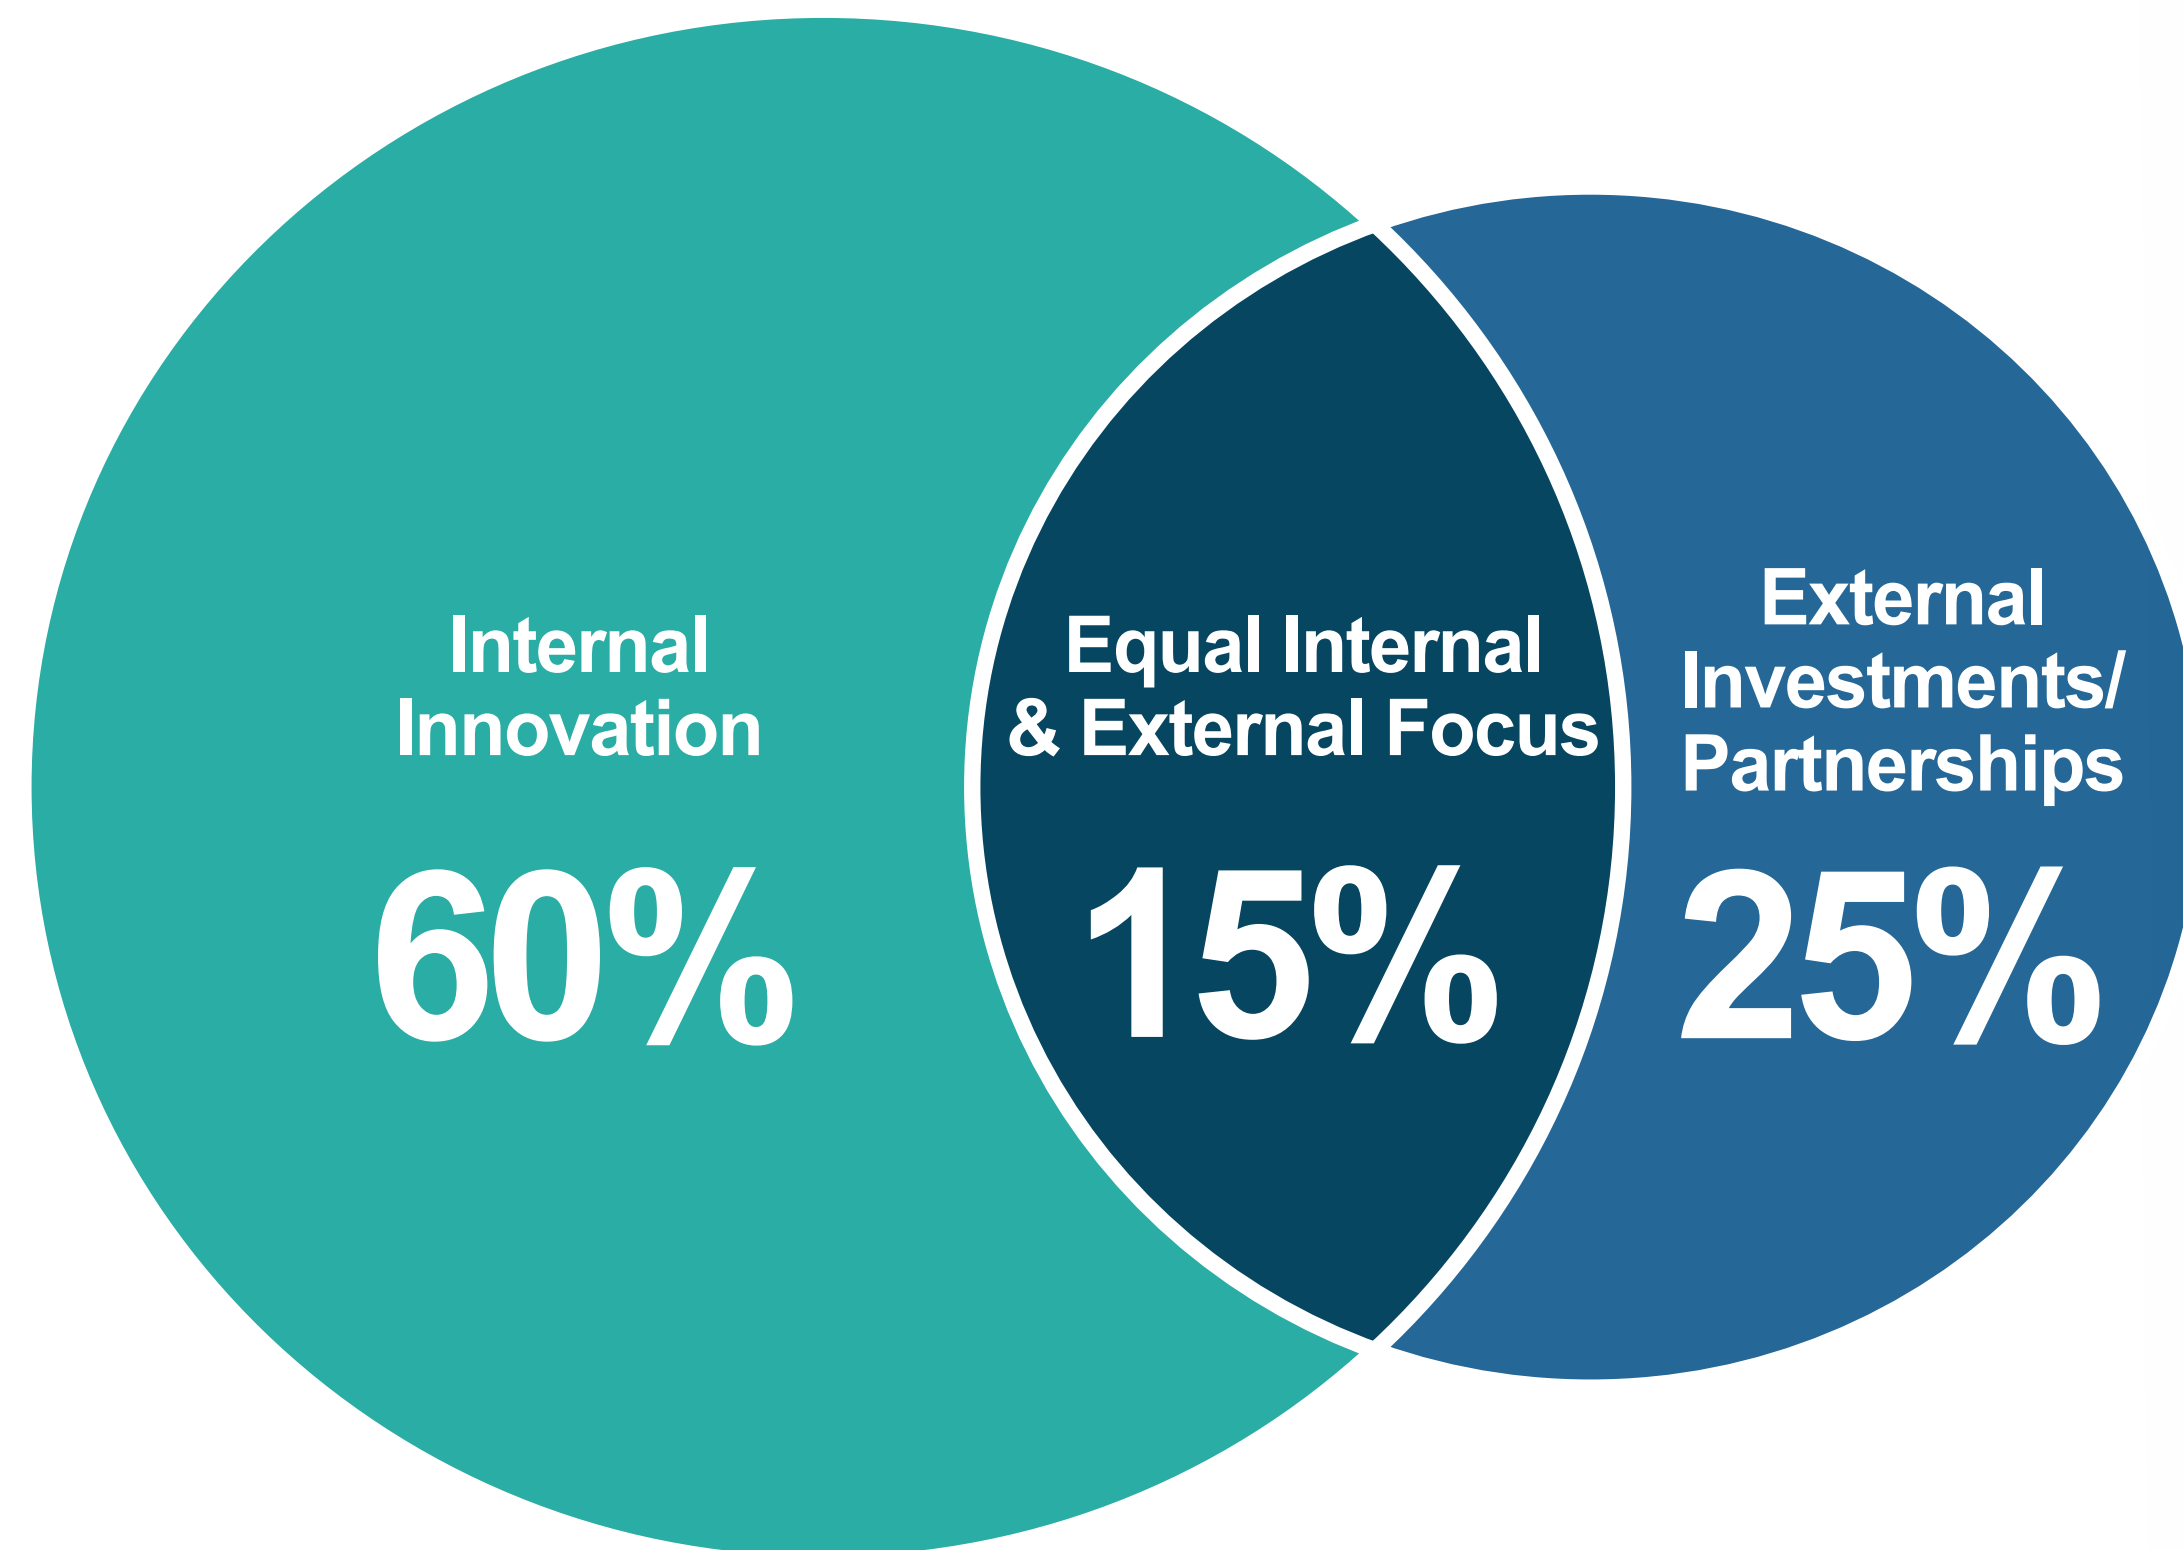 Internal
Innovation
60%
Equal Internal
& External Focus
15%
External
Investments/
Partnerships
25%